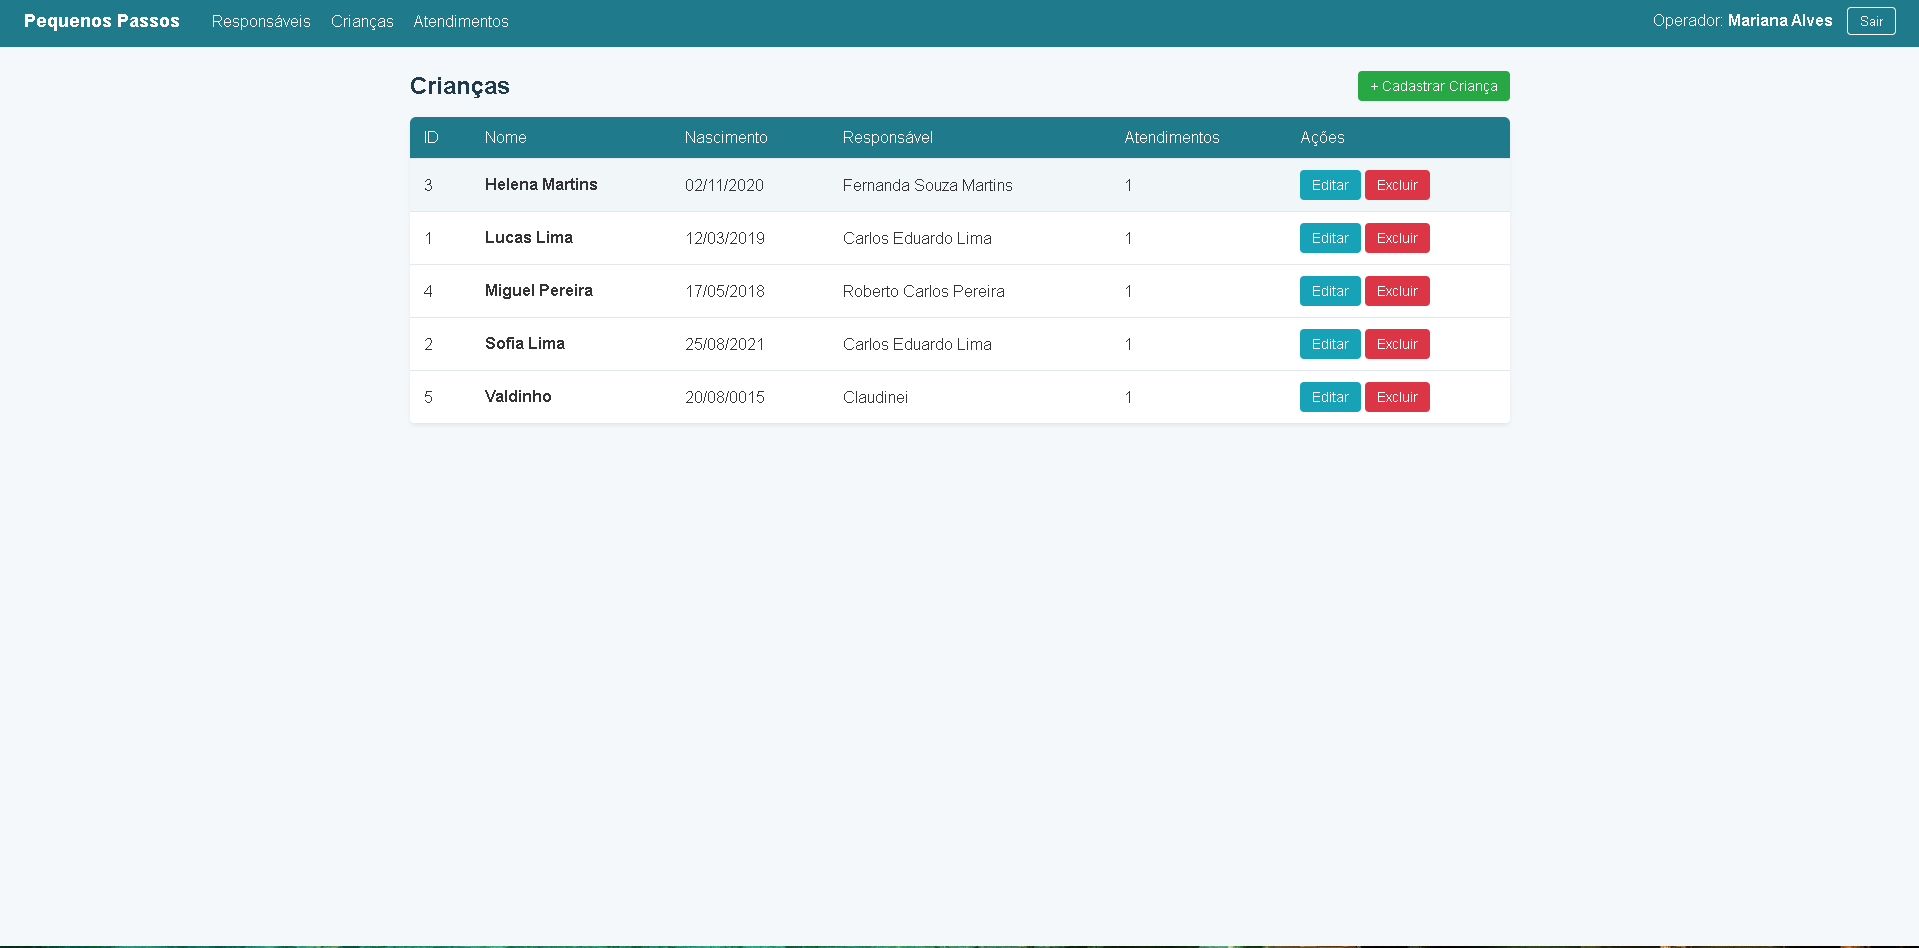 Pequenos Passos Responsáveis Crianças Atendimentos Operador: Mariana Alves Sair
Crianças + Cadastrar Criança
ID Nome Nascimento Responsável Atendimentos Ações
3 Helena Martins 02/11/2020 Fernanda Souza Martins 1 Editar Excluir
1 Lucas Lima 12/03/2019 Carlos Eduardo Lima 1 Editar Excluir
4 Miguel Pereira 17/05/2018 Roberto Carlos Pereira 1 Editar Excluir
2 Sofia Lima 25/08/2021 Carlos Eduardo Lima 1 Editar Excluir
5 Valdinho 20/08/0015 Claudinei 1 Editar Excluir